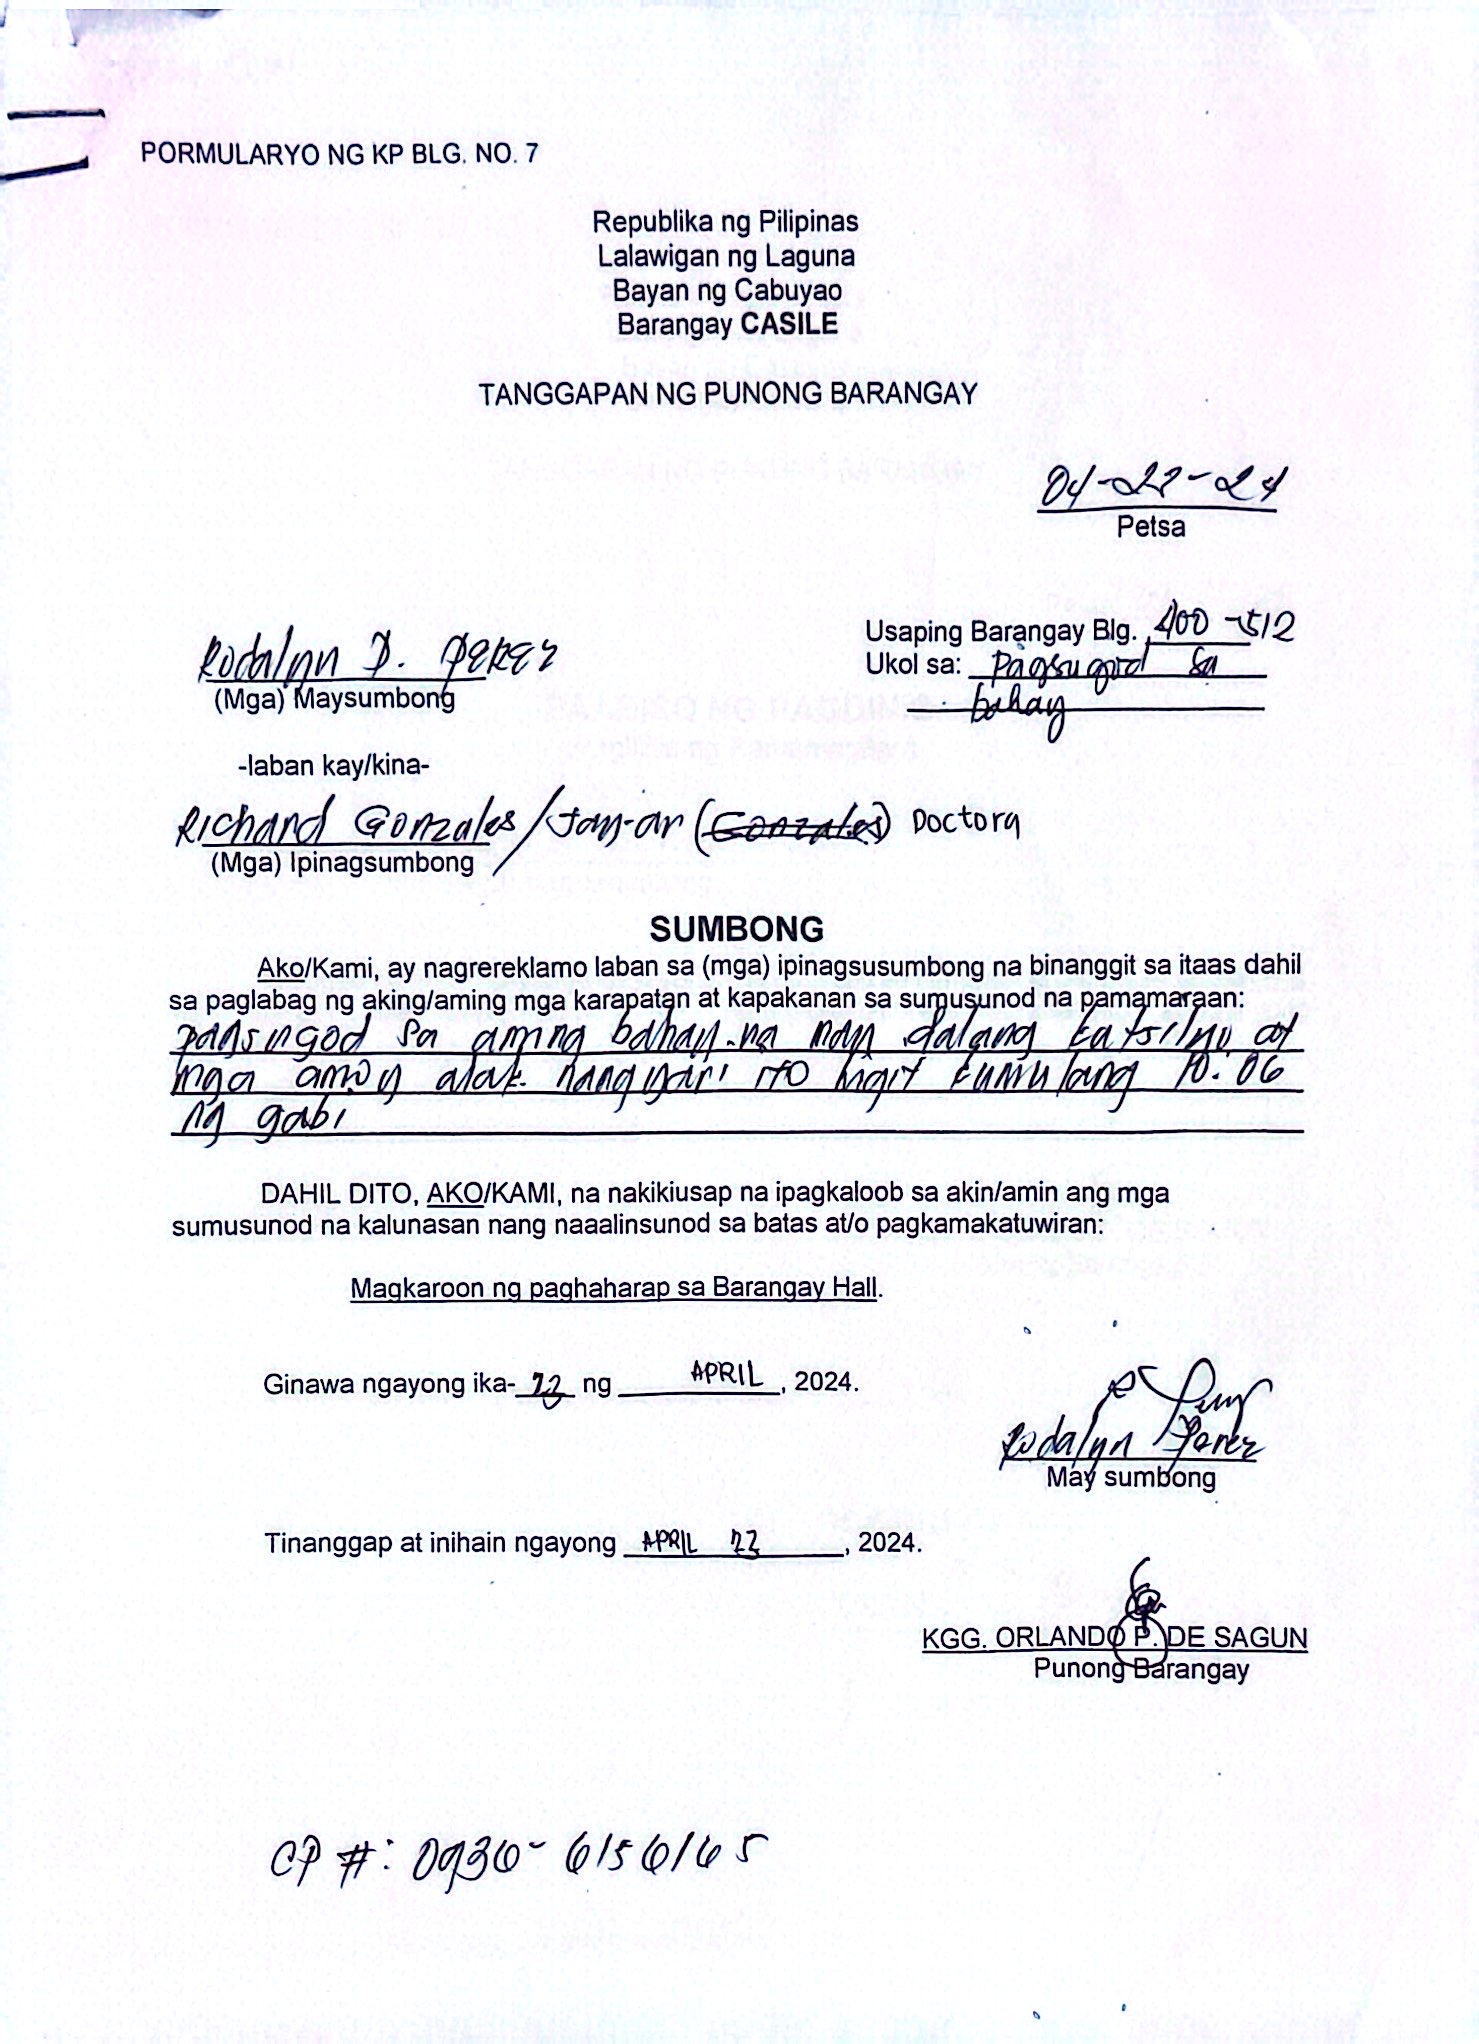 PORMULARYO NG KP BLG. NO. 7
Republika ng Pilipinas
Lalawigan ng Laguna
Bayan ng Cabuyao
Barangay CASILE
TANGGAPAN NG PUNONG BARANGAY
04-22-24
Petsa
Rodalyn D. Perez
(Mga) Maysumbong
Usaping Barangay Blg. 400-512
Ukol sa: Pagsugod sa
bahay
-laban kay/kina-
Richard Gonzales/Jay-ar (Gonzales) Doctora
(Mga) Ipinagsumbong
SUMBONG
Ako/Kami, ay nagrereklamo laban sa (mga) ipinagsusumbong na binanggit sa itaas dahil
sa paglabag ng aking/aming mga karapatan at kapakanan sa sumusunod na pamamaraan:
sa aming bahay na may dalang at
mga amoy alak nangyari ito higit kumulang 10:06
ng gabi
DAHIL DITO, AKO/KAMI, na nakikiusap na ipagkaloob sa akin/amin ang mga
sumusunod na kalunasan nang naaalinsunod sa batas at/o pagkamakatuwiran:
Magkaroon ng paghaharap sa Barangay Hall.
Ginawa ngayong ika- ng APRIL, 2024.
Rodalyn Perez
May sumbong
Tinanggap at inihain ngayong APRIL 22, 2024.
KGG. ORLANDO P. DE SAGUN
Punong Barangay
CP #: 0936-6156165